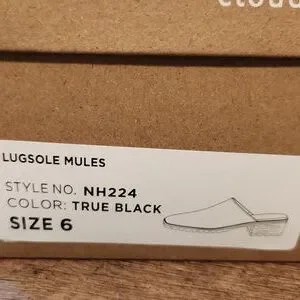 LUGSOLE MULES
STYLE NO. NH224
COLOR: TRUE BLACK
SIZE 6